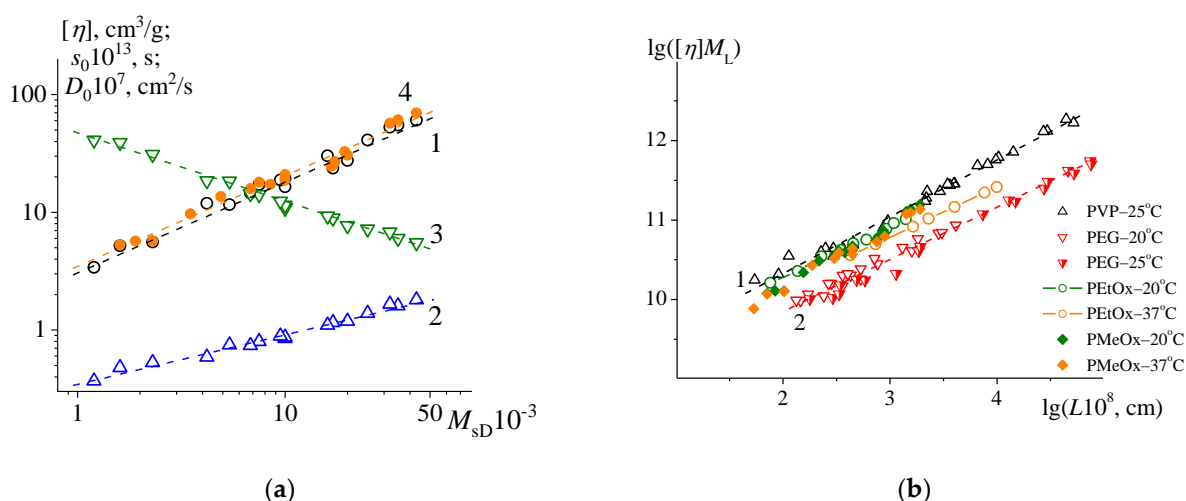 [η], cm³/g;
s₀10¹³, s;
D₀10⁷, cm²/s
100
10
1
4
1
3
2
1
10
50
M_sD10⁻³
(a)
lg([η]M_L)
12
11
10
1
2
2
3
4
lg(L10⁸, cm)
PVP–25°C
PEG–20°C
PEG–25°C
PEtOx–20°C
PEtOx–37°C
PMeOx–20°C
PMeOx–37°C
(b)